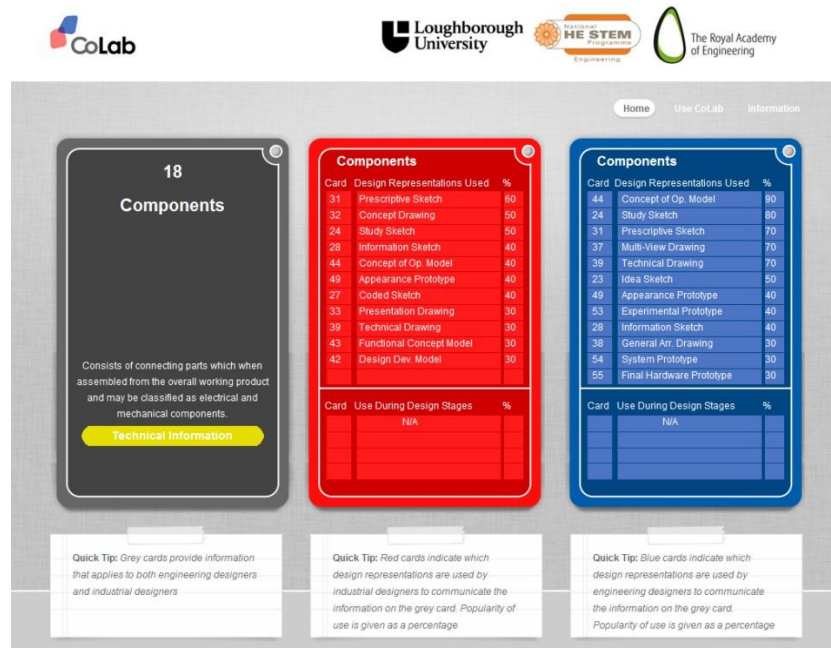 CoLab
Loughborough
University
National
HE STEM
Programme
Engineering
The Royal Academy
of Engineering
Home Use CoLab Information
18
Components
Consists of connecting parts which when
assembled from the overall working product
and may be classified as electrical and
mechanical components.
Technical Information
Components
Card Design Representations Used %
31 Prescriptive Sketch 60
32 Concept Drawing 50
24 Study Sketch 50
28 Information Sketch 40
44 Concept of Op. Model 40
49 Appearance Prototype 40
27 Coded Sketch 40
33 Presentation Drawing 30
39 Technical Drawing 30
43 Functional Concept Model 30
42 Design Dev. Model 30
Card Use During Design Stages %
N/A
Components
Card Design Representations Used %
44 Concept of Op. Model 90
24 Study Sketch 80
31 Prescriptive Sketch 70
37 Multi-View Drawing 70
39 Technical Drawing 70
23 Idea Sketch 50
49 Appearance Prototype 40
53 Experimental Prototype 40
28 Information Sketch 40
38 General Arr. Drawing 30
54 System Prototype 30
55 Final Hardware Prototype 30
Card Use During Design Stages %
N/A
Quick Tip: Grey cards provide information
that applies to both engineering designers
and industrial designers
Quick Tip: Red cards indicate which
design representations are used by
industrial designers to communicate the
information on the grey card. Popularity of
use is given as a percentage
Quick Tip: Blue cards indicate which
design representations are used by
engineering designers to communicate
the information on the grey card.
Popularity of use is given as a percentage